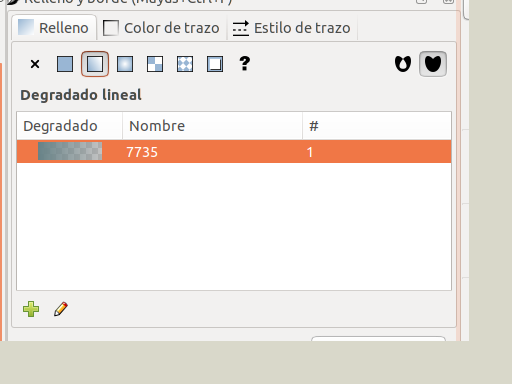 Relleno y borde (Mayús+Ctrl+F)
Relleno Color de trazo Estilo de trazo
Degradado lineal
Degradado Nombre #
7735 1